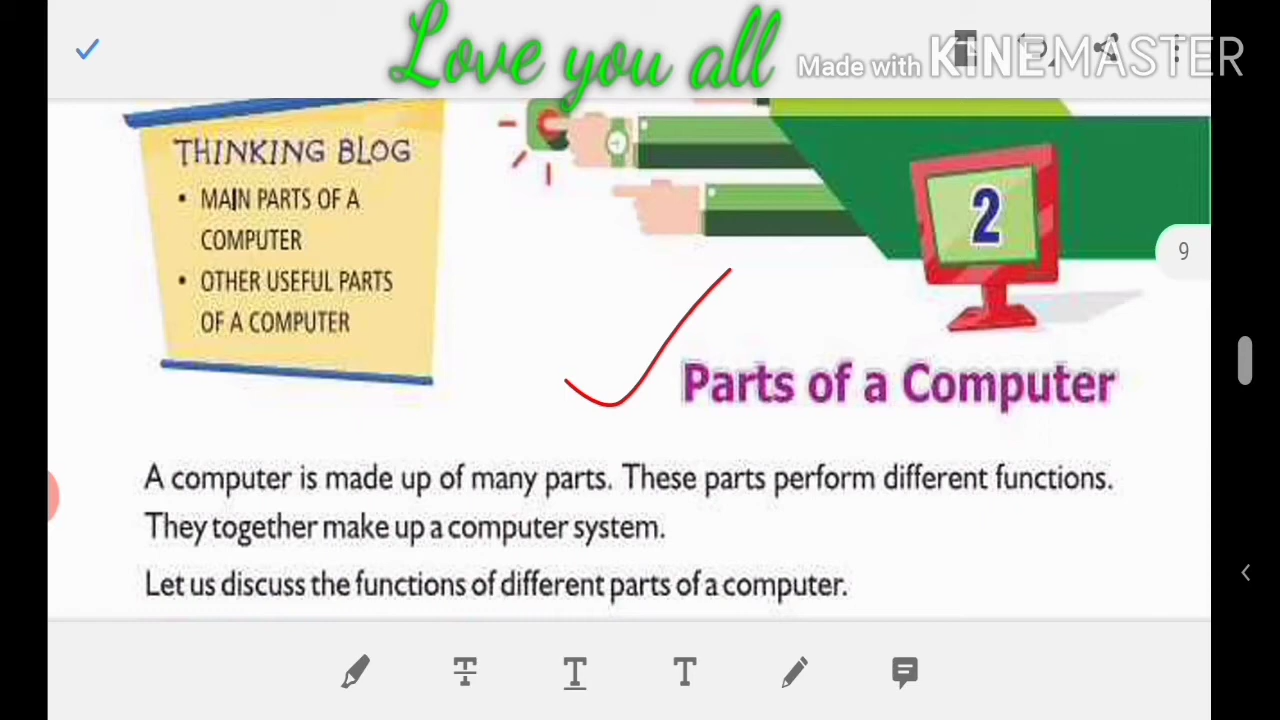 Love you all
Made with KINEMASTER
THINKING BLOG
• MAIN PARTS OF A
COMPUTER
• OTHER USEFUL PARTS
OF A COMPUTER
2
9
Parts of a Computer
A computer is made up of many parts. These parts perform different functions.
They together make up a computer system.
Let us discuss the functions of different parts of a computer.